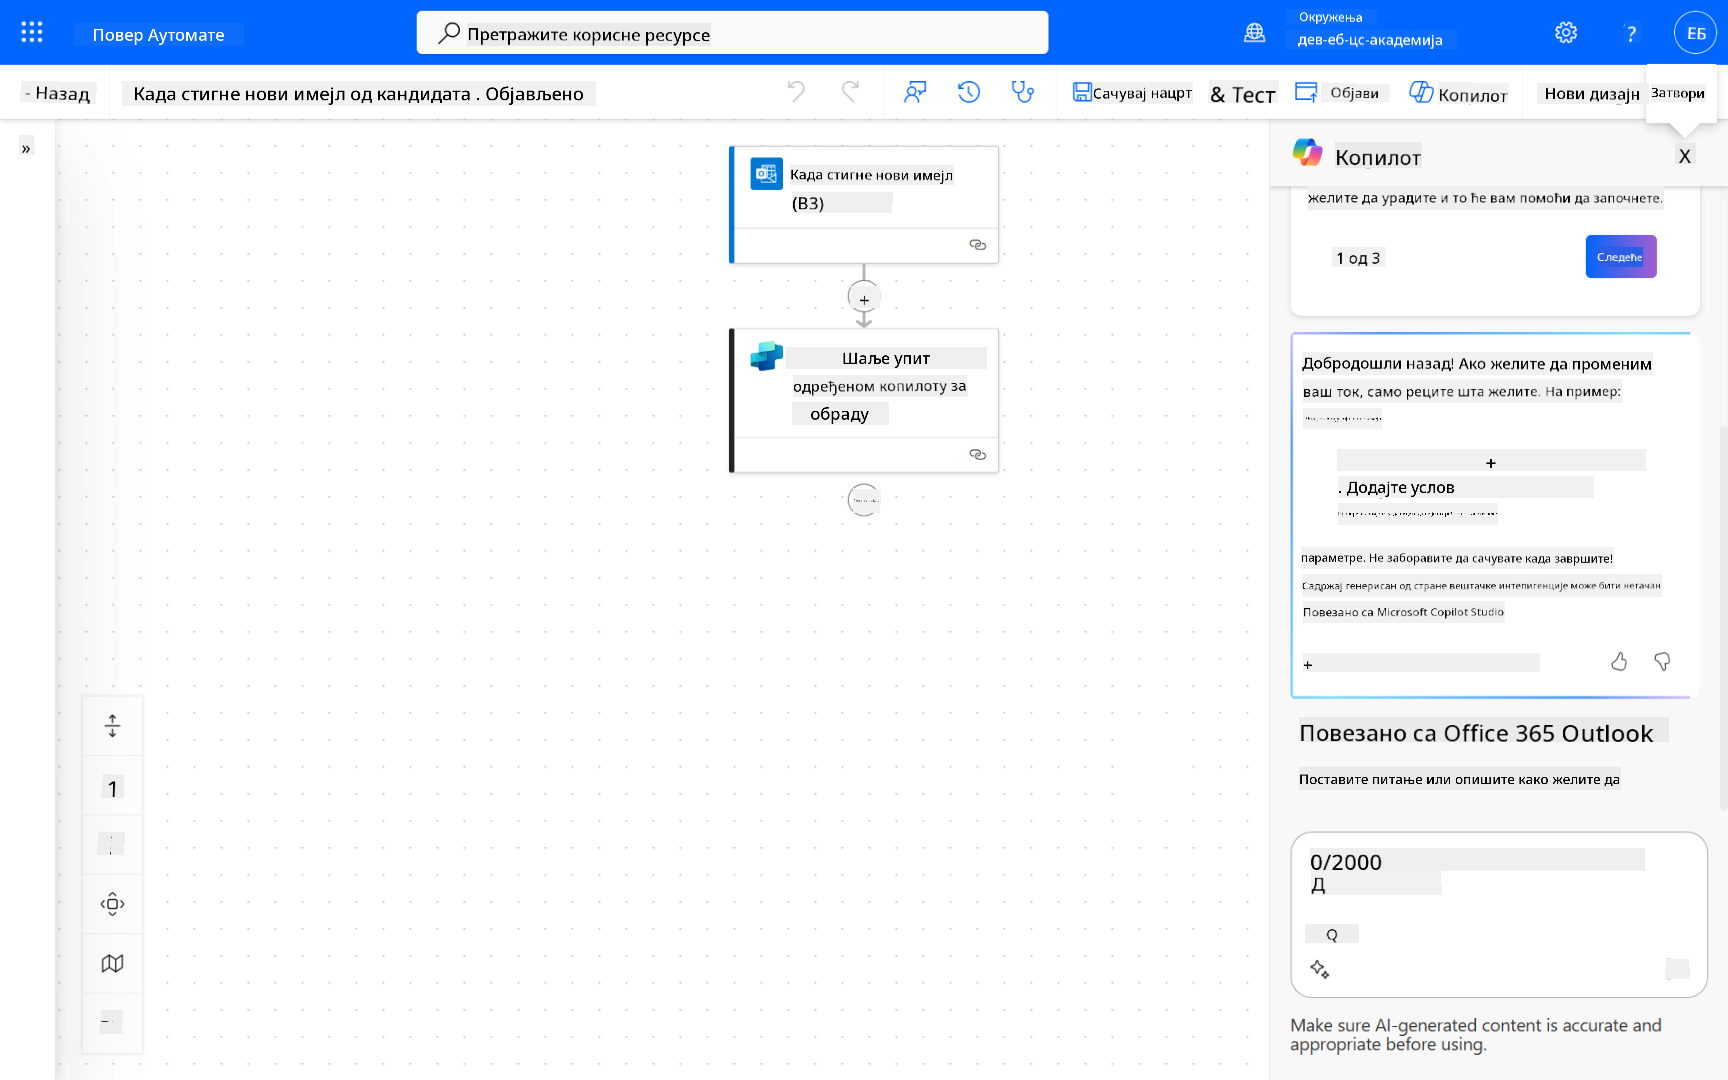 Повер Аутомате
Претражите корисне ресурсе
Окружења
дев-еб-цс-академија
?
ЕБ
- Назад
Када стигне нови имејл од кандидата . Објављено
Сачувај нацрт
& Тест
Објави
Копилот
Нови дизајн
Затвори
»
Када стигне нови имејл
(В3)
+
Шаље упит
одређеном копилоту за
обраду
1
Копилот
X
желите да урадите и то ће вам помоћи да започнете.
1 од 3
Следеће
Добродошли назад! Ако желите да променим
ваш ток, само реците шта желите. На пример:
+
. Додајте услов
параметре. Не заборавите да сачувате када завршите!
Садржај генерисан од стране вештачке интелигенције може бити нетачан
Повезано са Microsoft Copilot Studio
+
Повезано са Office 365 Outlook
Поставите питање или опишите како желите да
0/2000
Д
Q
Make sure AI-generated content is accurate and
appropriate before using.